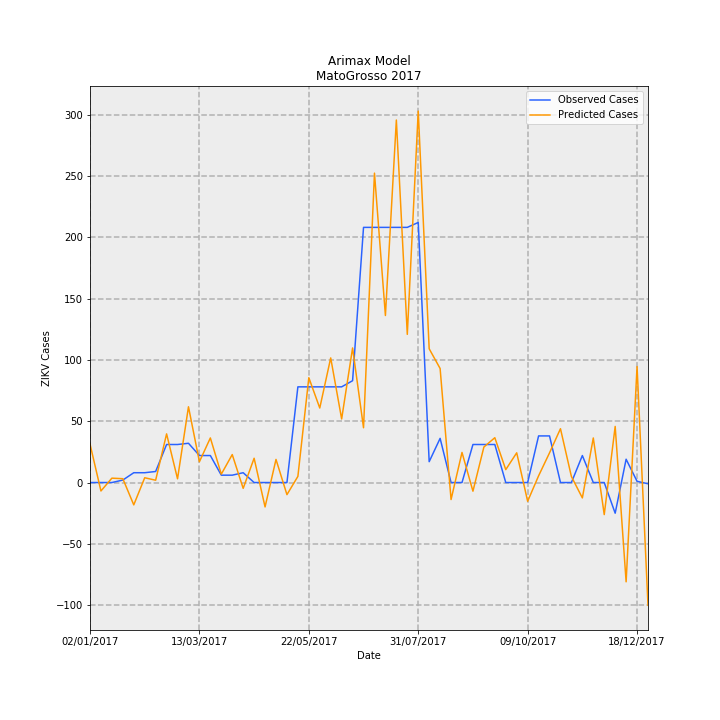 Arimax Model
MatoGrosso 2017
Observed Cases
Predicted Cases
ZIKV Cases
300
250
200
150
100
50
0
−50
−100
02/01/2017
13/03/2017
22/05/2017
31/07/2017
09/10/2017
18/12/2017
Date